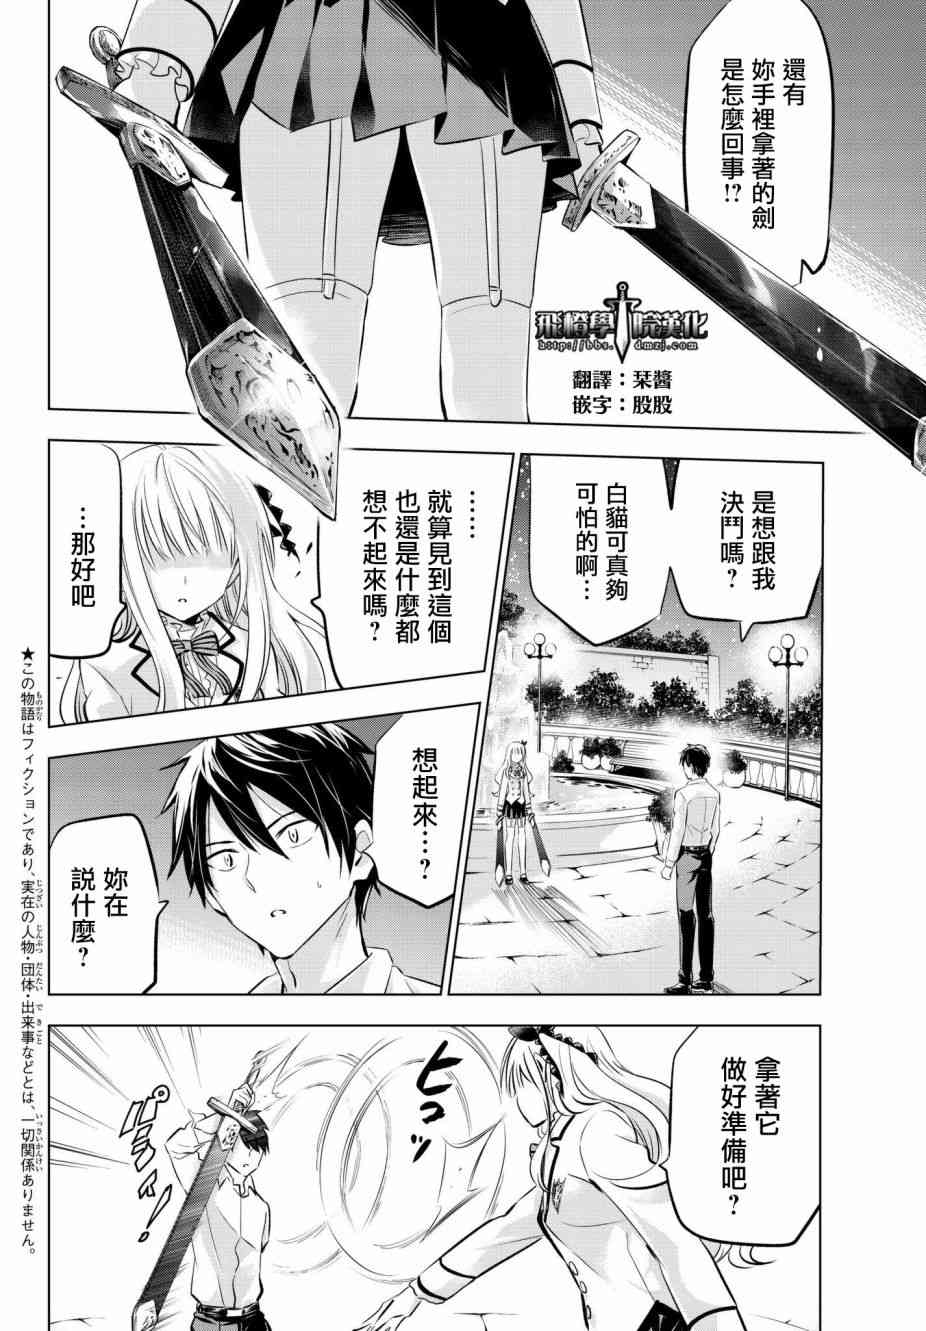 還有
妳手裡拿著的劍
是怎麼回事!?
飛橙學院漢化
http://bbs.dmzj.com
翻譯：栞醬
嵌字：股股
是想跟我
決鬥嗎？
白貓可真夠
可怕的啊…
……
就算見到這個
也還是什麼都
想不起來嗎？
…那好吧
想起來…？
妳在
說什麼？
拿著它
做好準備吧？
ヒュッ
パシィッ!!
★この物語はフィクションであり、実在の人物・団体・出来事などとは、一切関係ありません。